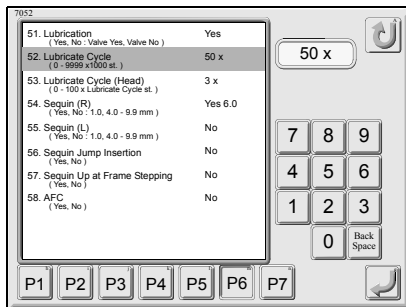 7052
51. Lubrication Yes
( Yes, No : Valve Yes, Valve No )
52. Lubricate Cycle 50 x
( 0 - 9999 x1000 st. )
53. Lubricate Cycle (Head) 3 x
( 0 - 100 x Lubricate Cycle st. )
54. Sequin (R) Yes 6.0
( Yes, No : 1.0, 4.0 - 9.9 mm )
55. Sequin (L) No
( Yes, No : 1.0, 4.0 - 9.9 mm )
56. Sequin Jump Insertion No
( Yes, No )
57. Sequin Up at Frame Stepping No
( Yes, No )
58. AFC No
( Yes, No )
50 x
7 8 9
4 5 6
1 2 3
0 Back Space
P1 P2 P3 P4 P5 P6 P7